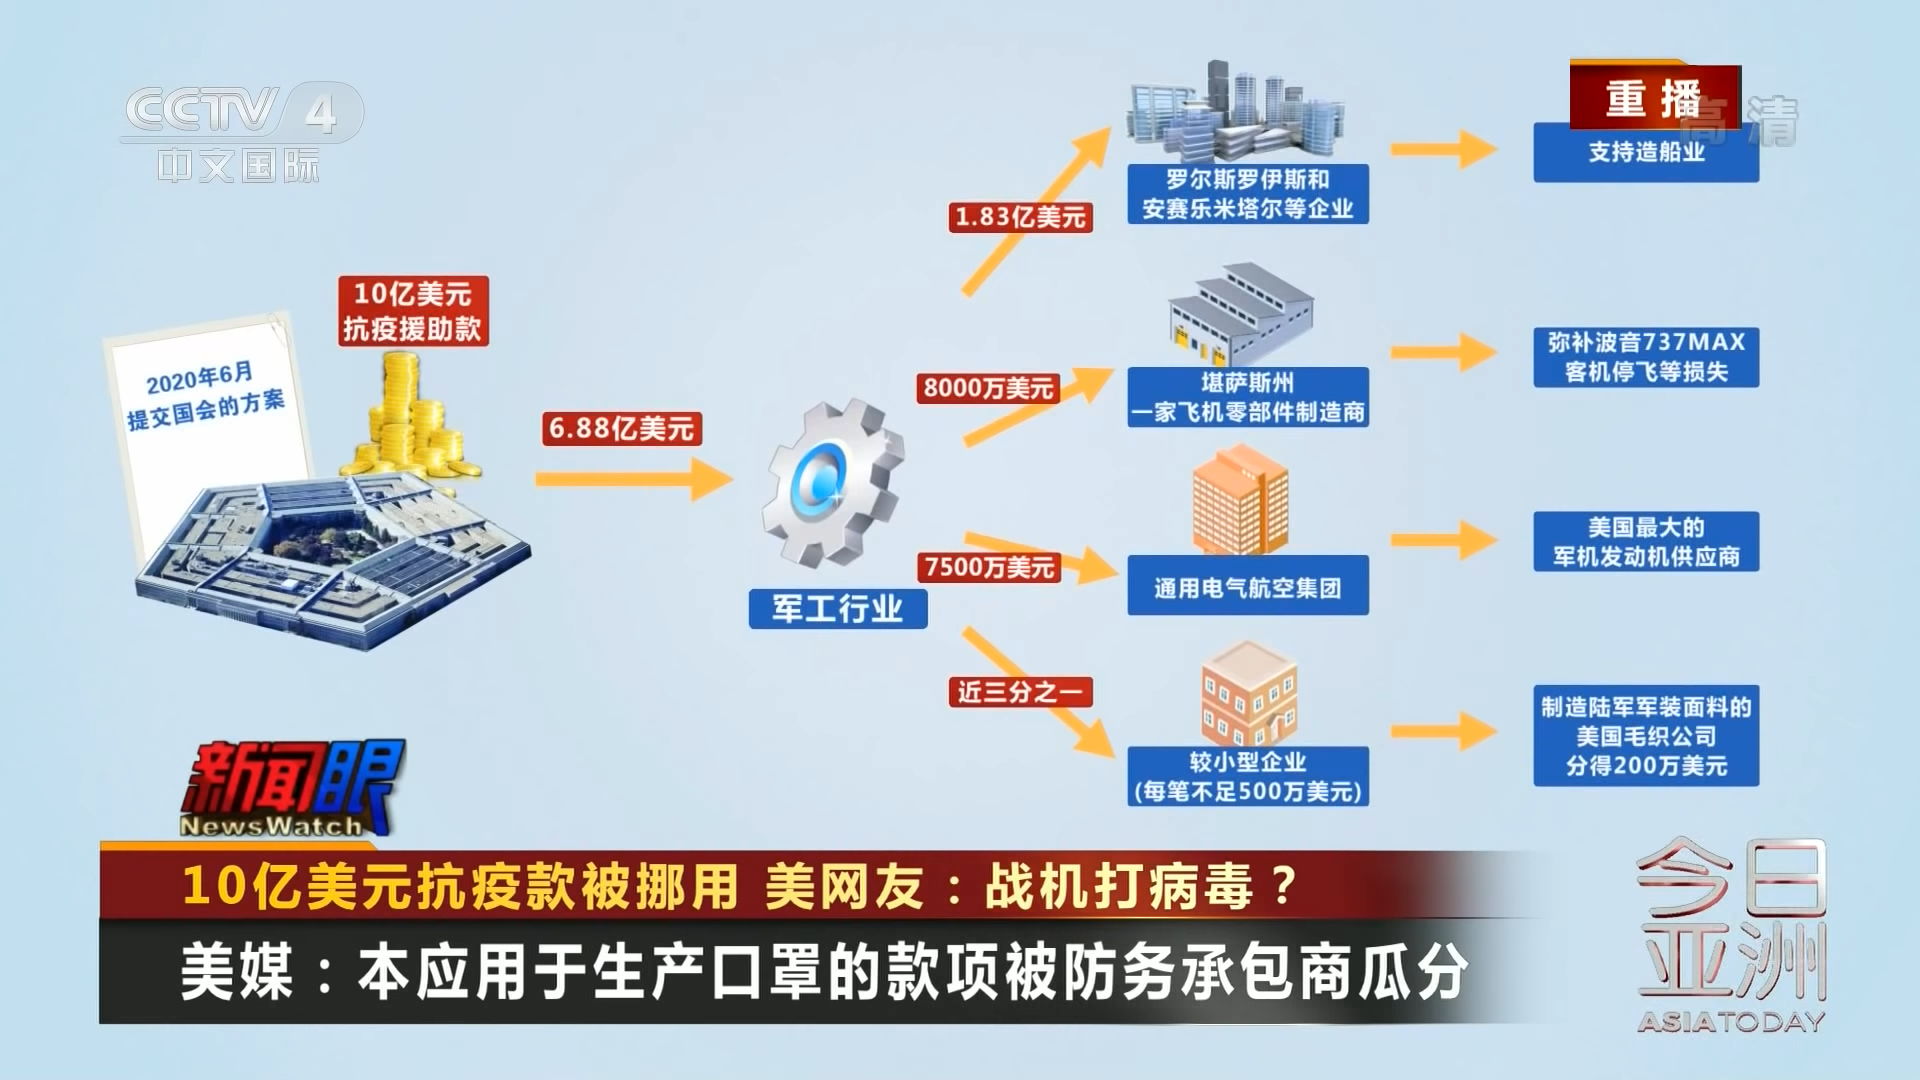 CCTV 4
中文国际
重播
高清
2020年6月
提交国会的方案
10亿美元
抗疫援助款
6.88亿美元
军工行业
1.83亿美元
罗尔斯罗伊斯和
安赛乐米塔尔等企业
支持造船业
8000万美元
堪萨斯州
一家飞机零部件制造商
弥补波音737MAX
客机停飞等损失
7500万美元
通用电气航空集团
美国最大的
军机发动机供应商
近三分之一
较小型企业
(每笔不足500万美元)
制造陆军军装面料的
美国毛织公司
分得200万美元
新闻眼
NewsWatch
10亿美元抗疫款被挪用 美网友：战机打病毒？
美媒：本应用于生产口罩的款项被防务承包商瓜分
今日
亚洲
ASIATODAY